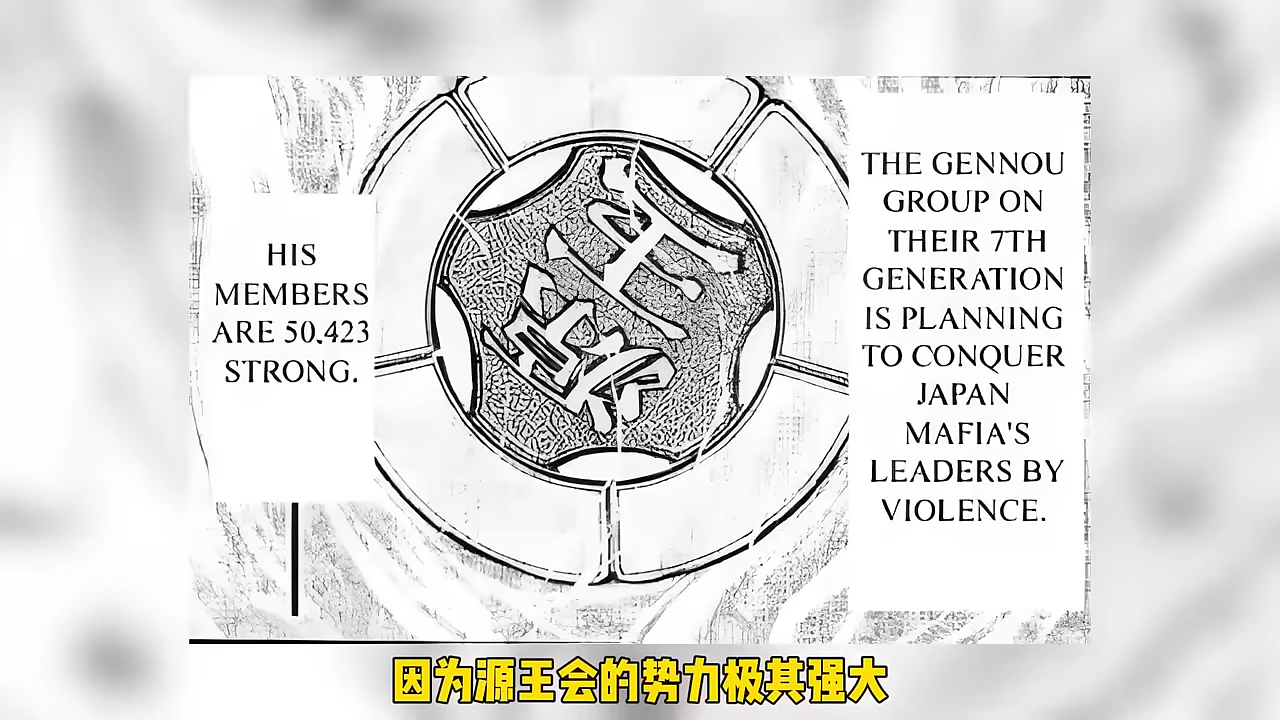 THE GENNOU
GROUP ON
THEIR 7TH
GENERATION
IS PLANNING
TO CONQUER
JAPAN
MAFIA'S
LEADERS BY
VIOLENCE.
HIS
MEMBERS
ARE 50.423
STRONG.
因为源王会的势力极其强大